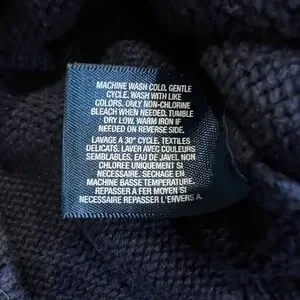 MACHINE WASH COLD, GENTLE
CYCLE. WASH WITH LIKE
COLORS. ONLY NON-CHLORINE
BLEACH WHEN NEEDED. TUMBLE
DRY LOW. WARM IRON IF
NEEDED ON REVERSE SIDE.
LAVAGE A 30° CYCLE. TEXTILES
DELICATS. LAVER AVEC COULEURS
SEMBLABLES, EAU DE JAVEL NON
CHLOREE UNIQUEMENT SI
NECESSAIRE. SECHAGE EN
MACHINE BASSE TEMPERATURE.
REPASSER A FER MOYEN SI
NECESSAIRE REPASSER L'ENVERS A.